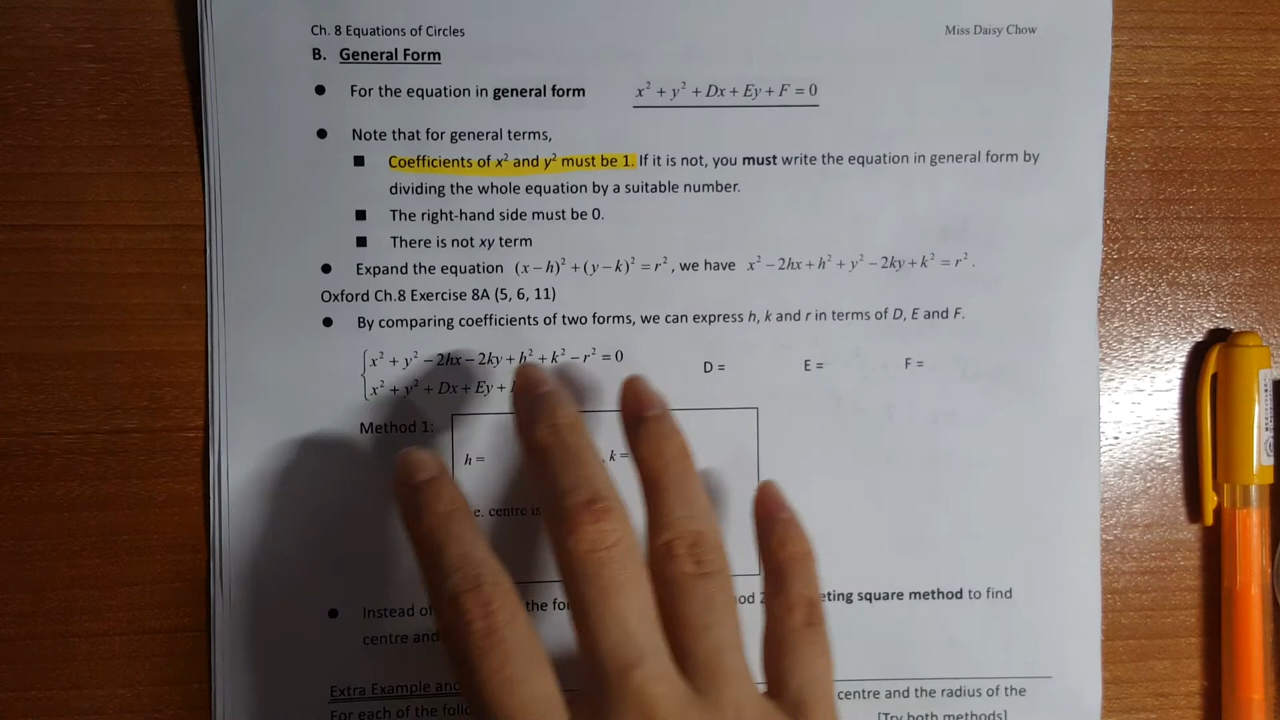 Ch. 8 Equations of Circles Miss Daisy Chow
B. General Form
● For the equation in general form x² + y² + Dx + Ey + F = 0
● Note that for general terms,
■ Coefficients of x² and y² must be 1. If it is not, you must write the equation in general form by
dividing the whole equation by a suitable number.
■ The right-hand side must be 0.
■ There is not xy term
● Expand the equation (x − h)² + (y − k)² = r², we have x² − 2hx + h² + y² − 2ky + k² = r².
Oxford Ch.8 Exercise 8A (5, 6, 11)
● By comparing coefficients of two forms, we can express h, k and r in terms of D, E and F.
x² + y² − 2hx − 2ky + h² + k² − r² = 0 D = E = F =
x² + y² + Dx + Ey +
Method 1:
h = , k =
e. centre is
● Instead of the eting square method to find
centre and
Extra Example and centre and the radius of the
For each of the [Try both methods]